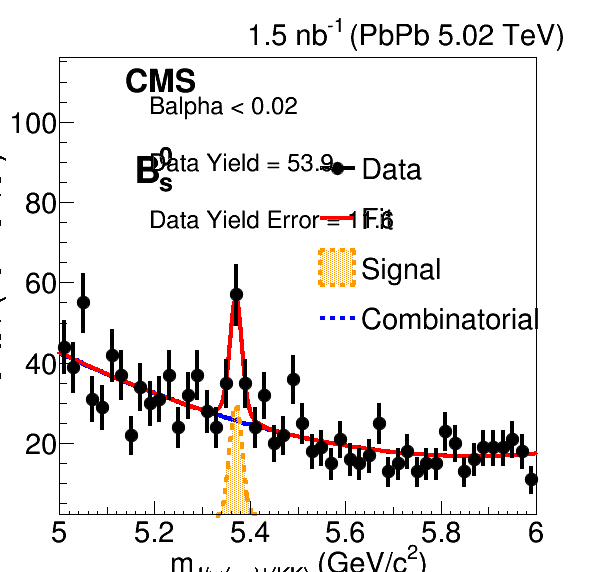 1.5 nb-1 (PbPb 5.02 TeV)
CMS
Balpha < 0.02
Data Yield = 53.9
B0s
Data
Data Yield Error = 11.6
Fit
Signal
Combinatorial
100
80
60
40
20
5 5.2 5.4 5.6 5.8 6
m (GeV/c2)